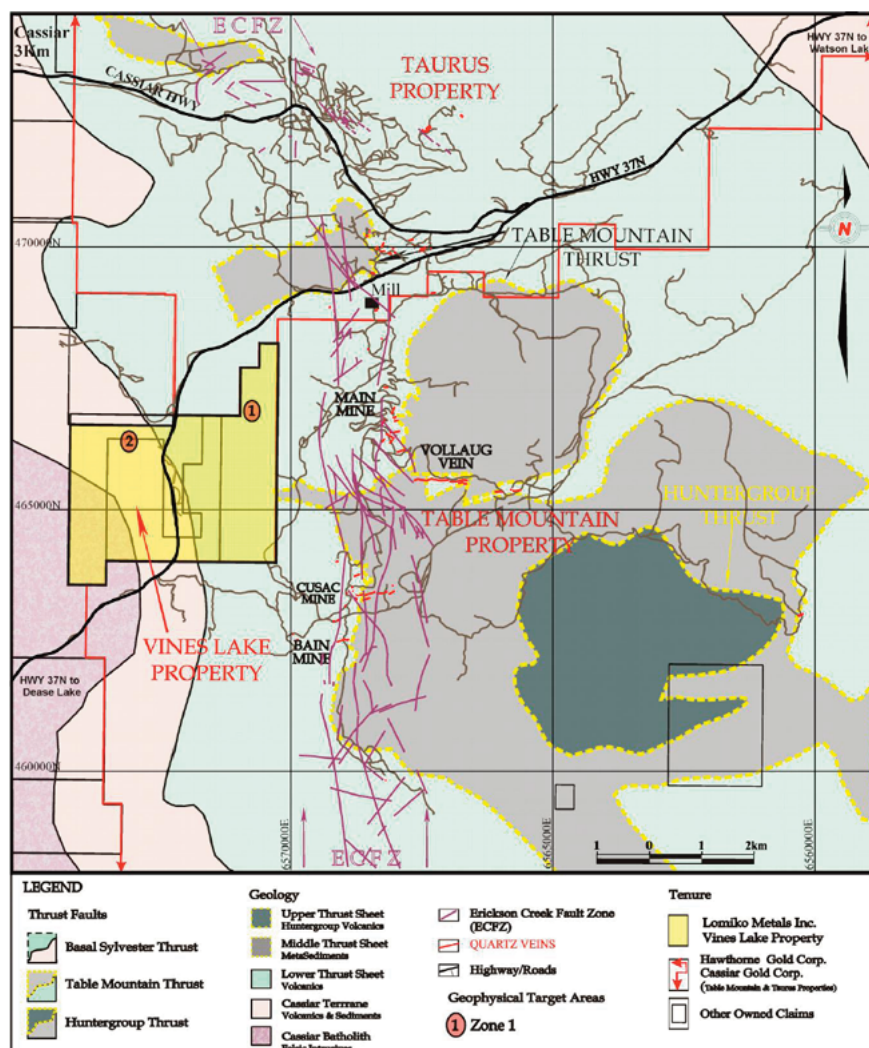 ECFZ
Cassiar
3Km
HWY 37N to
Watson Lake
CASSIAR HWY
TAURUS
PROPERTY
HWY 37N
N
470000N
TABLE MOUNTAIN
THRUST
Mill
MAIN
MINE
1
2
VOLLAUG
VEIN
465000N
HUNTERGROUP
THRUST
TABLE MOUNTAIN
PROPERTY
CUSAC
MINE
BAIN
MINE
VINES LAKE
PROPERTY
HWY 37N to
Dease Lake
460000N
6570000E
6565000E
6560000E
ECFZ
1 0 1 2km
LEGEND
Thrust Faults
Basal Sylvester Thrust
Table Mountain Thrust
Huntergroup Thrust
Geology
Upper Thrust Sheet
Huntergroup Volcanics
Middle Thrust Sheet
MetaSediments
Lower Thrust Sheet
Volcanics
Cassiar Terrrane
Volcanics & Sediments
Cassiar Batholith
Erickson Creek Fault Zone
(ECFZ)
QUARTZ VEINS
Highway/Roads
Geophysical Target Areas
1 Zone 1
Tenure
Lomiko Metals Inc.
Vines Lake Property
Hawthorne Gold Corp.
Cassiar Gold Corp.
(Table Mountain & Taurus Properties)
Other Owned Claims